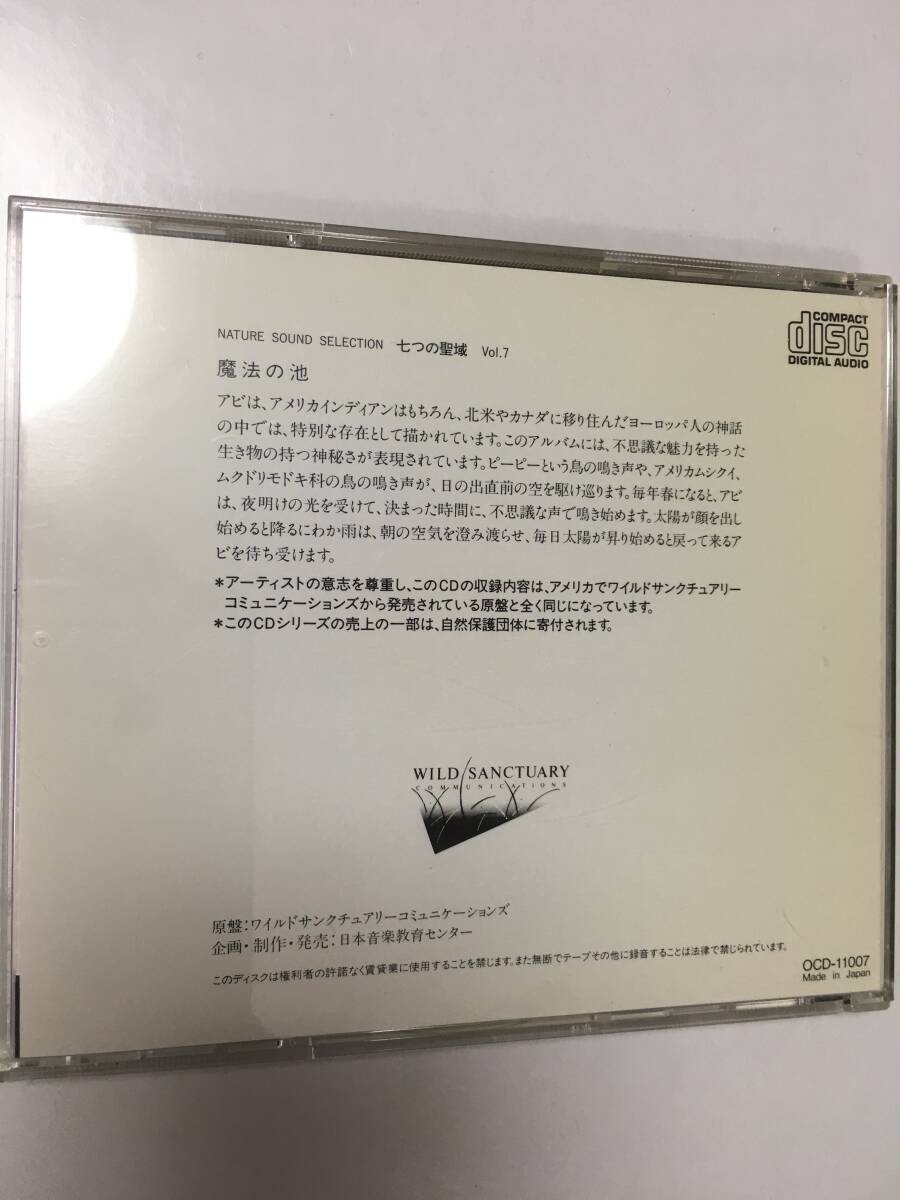 COMPACT
disc
DIGITAL AUDIO
NATURE SOUND SELECTION 七つの聖域 Vol.7
魔法の池
アビは、アメリカインディアンはもちろん、北米やカナダに移り住んだヨーロッパ人の神話
の中では、特別な存在として描かれています。このアルバムには、不思議な魅力を持った
生き物の持つ神秘さが表現されています。ピーピーという鳥の鳴き声や、アメリカムシクイ、
ムクドリモドキ科の鳥の鳴き声が、日の出直前の空を駆け巡ります。毎年春になると、アビ
は、夜明けの光を受けて、決まった時間に、不思議な声で鳴き始めます。太陽が顔を出し
始めると降るにわか雨は、朝の空気を澄み渡らせ、毎日太陽が昇り始めると戻って来るア
ビを待ち受けます。
*アーティストの意志を尊重し、このCDの収録内容は、アメリカでワイルドサンクチュアリー
コミュニケーションズから発売されている原盤と全く同じになっています。
*このCDシリーズの売上の一部は、自然保護団体に寄付されます。
WILD SANCTUARY
COMMUNICATIONS
原盤:ワイルドサンクチュアリーコミュニケーションズ
企画・制作・発売:日本音楽教育センター
このディスクは権利者の許諾なく賃貸業に使用することを禁じます。また無断でテープその他に録音することは法律で禁じられています。
OCD-11007
Made in Japan